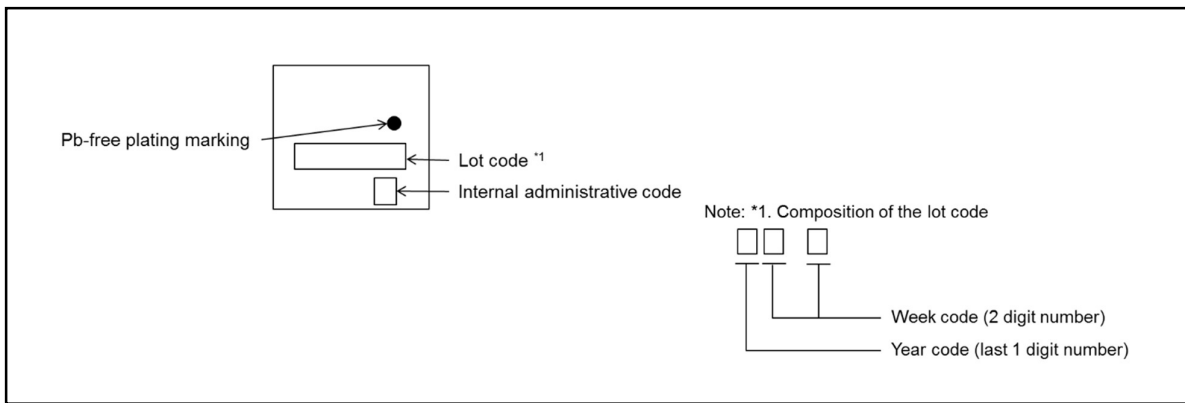 Pb-free plating marking
Lot code *1
Internal administrative code
Note: *1. Composition of the lot code
Week code (2 digit number)
Year code (last 1 digit number)